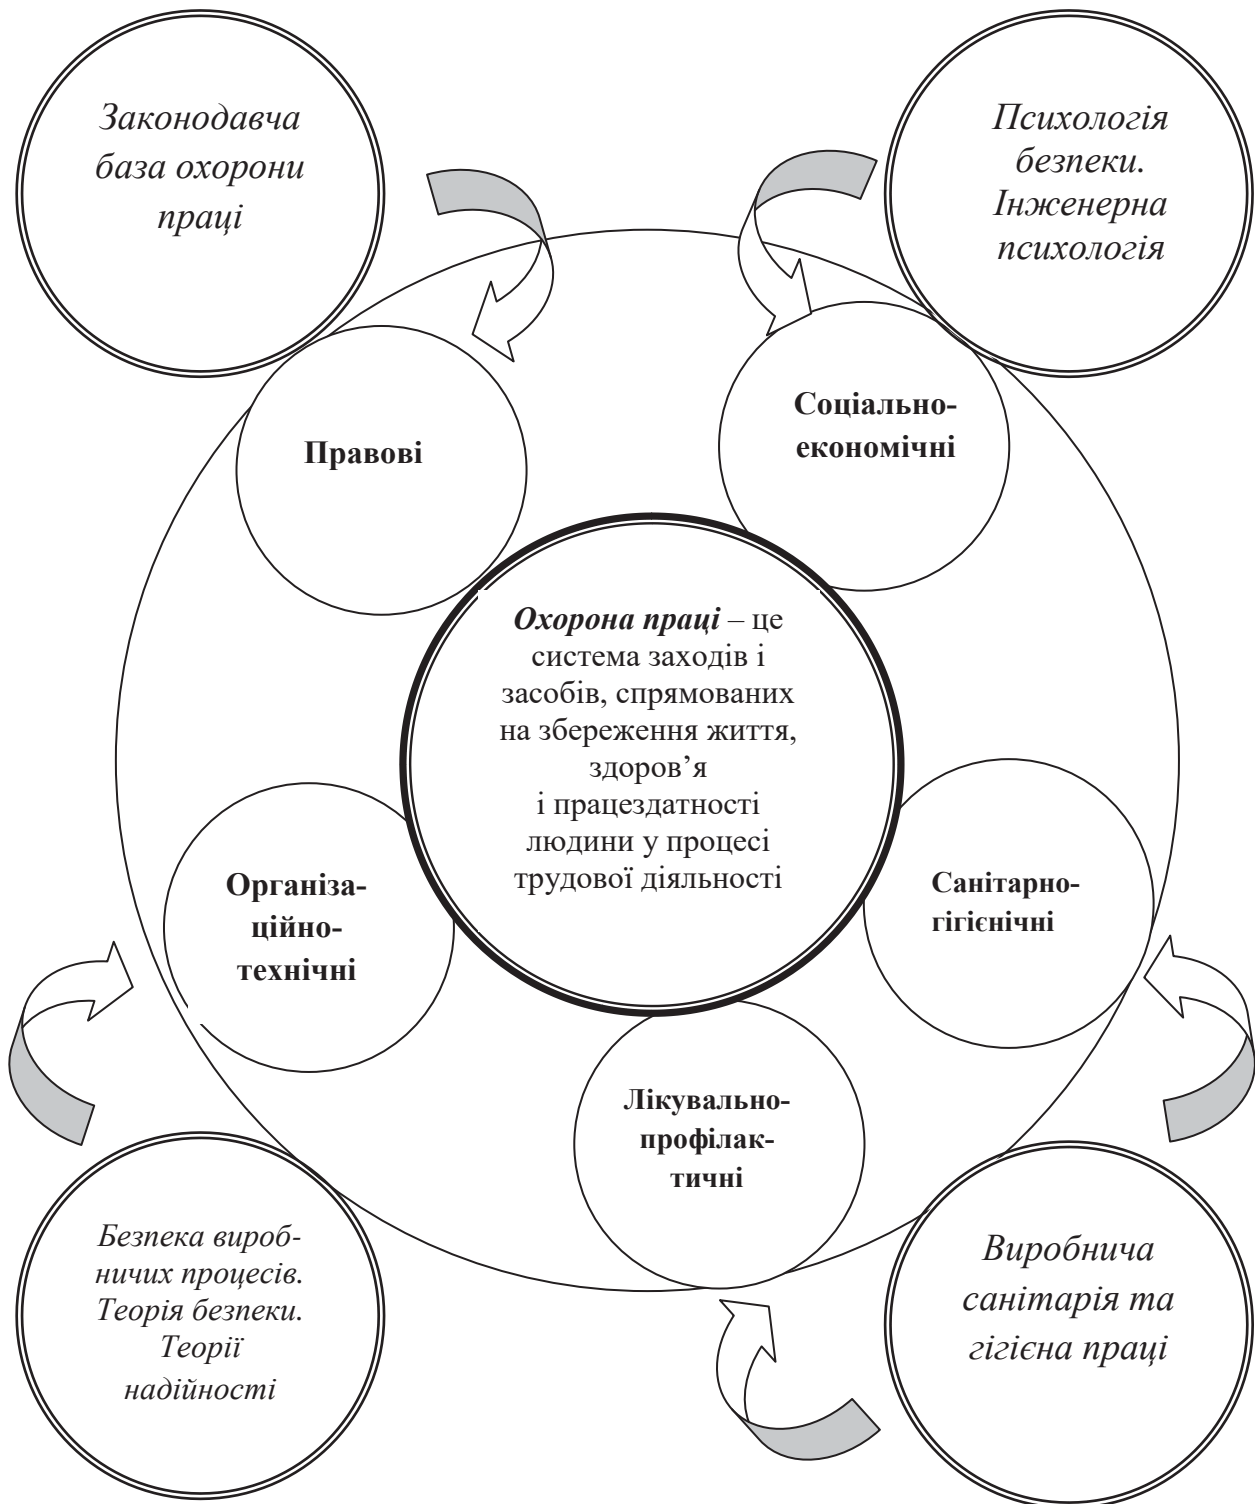 Законодавча
база охорони
праці
Психологія
безпеки.
Інженерна
психологія
Правові
Соціально-
економічні
Охорона праці – це
система заходів і
засобів, спрямованих
на збереження життя,
здоров’я
і працездатності
людини у процесі
трудової діяльності
Організа-
ційно-
технічні
Санітарно-
гігієнічні
Лікувально-
профілак-
тичні
Безпека вироб-
ничих процесів.
Теорія безпеки.
Теорії
надійності
Виробнича
санітарія та
гігієна праці